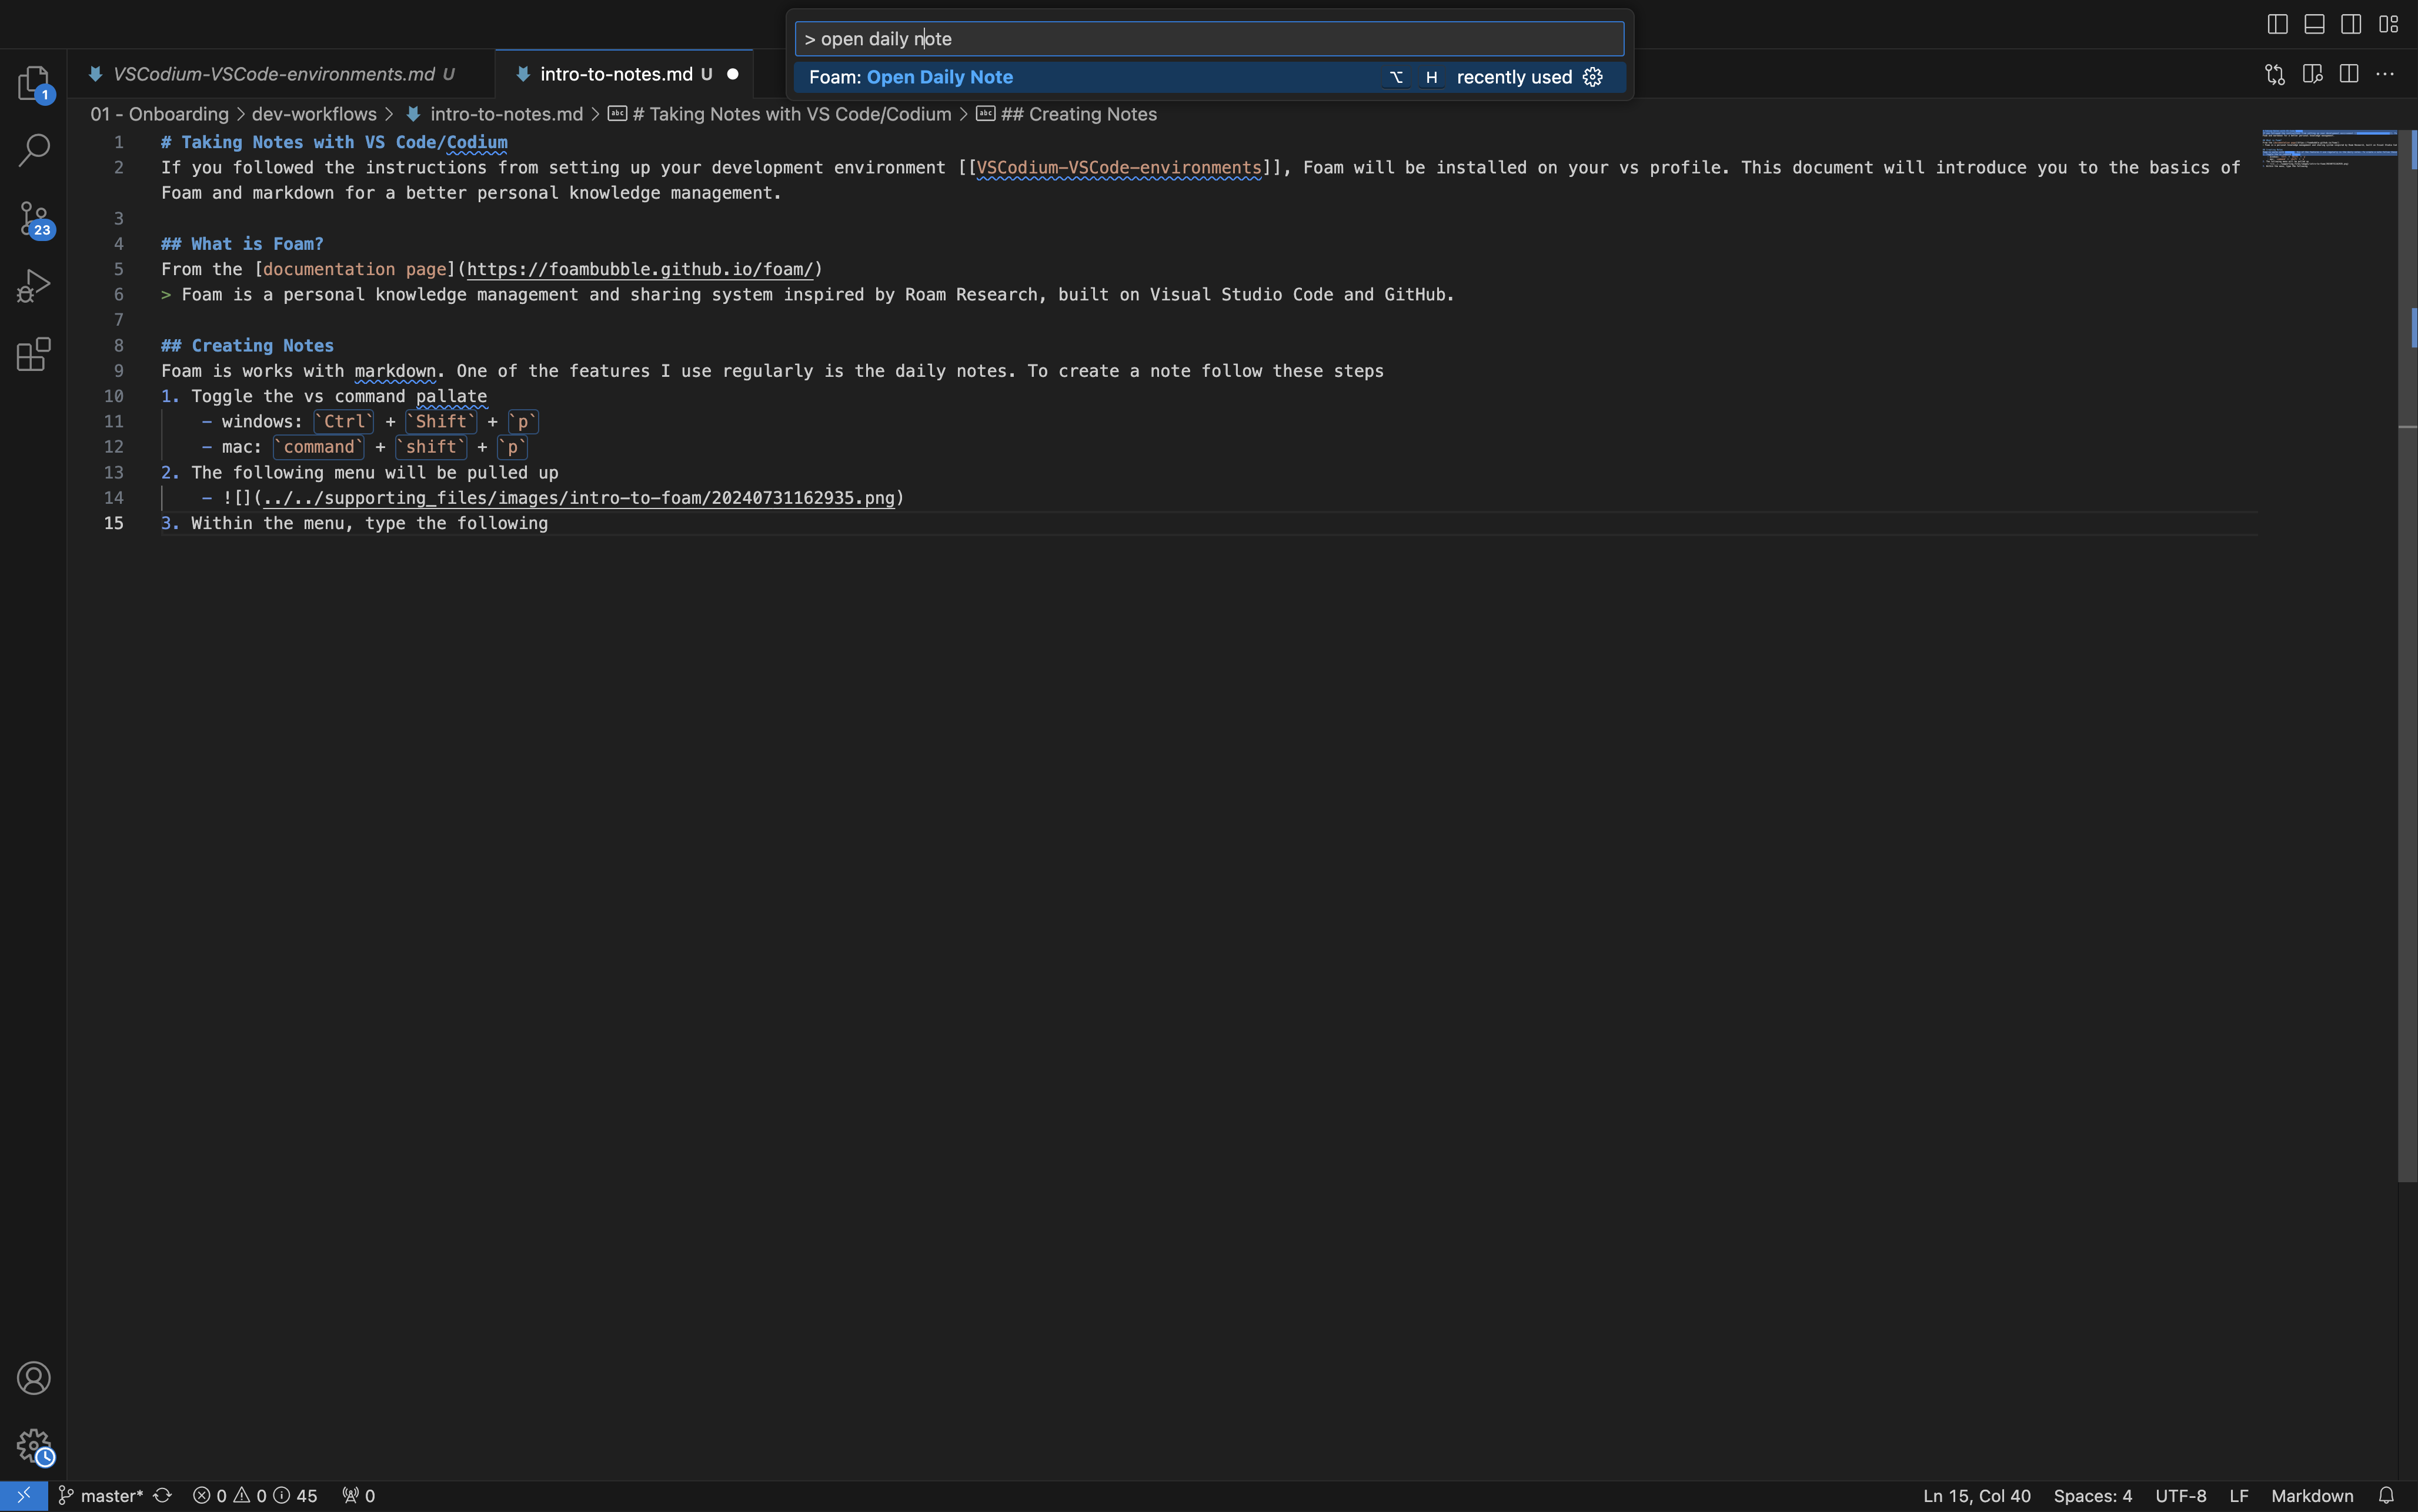 > open daily note
Foam: Open Daily Note ⌥ H recently used
VSCodium-VSCode-environments.md U
intro-to-notes.md U
1
01 - Onboarding > dev-workflows > intro-to-notes.md > # Taking Notes with VS Code/Codium > ## Creating Notes
1 # Taking Notes with VS Code/Codium
2 If you followed the instructions from setting up your development environment [[VSCodium-VSCode-environments]], Foam will be installed on your vs profile. This document will introduce you to the basics of
Foam and markdown for a better personal knowledge management.
3
23
4 ## What is Foam?
5 From the [documentation page](https://foambubble.github.io/foam/)
6 > Foam is a personal knowledge management and sharing system inspired by Roam Research, built on Visual Studio Code and GitHub.
7
8 ## Creating Notes
9 Foam is works with markdown. One of the features I use regularly is the daily notes. To create a note follow these steps
10 1. Toggle the vs command pallate
11 - windows: `Ctrl` + `Shift` + `p`
12 - mac: `command` + `shift` + `p`
13 2. The following menu will be pulled up
14 - ![](../../supporting_files/images/intro-to-foam/20240731162935.png)
15 3. Within the menu, type the following
master* 0 0 45 0
Ln 15, Col 40 Spaces: 4 UTF-8 LF Markdown